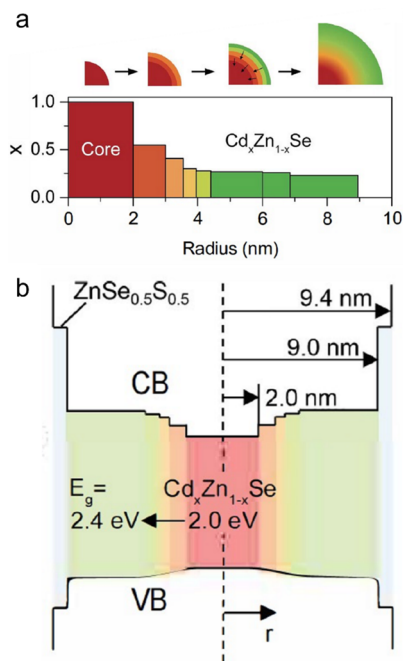 a
1.0
0.5
0.0
x
Core
CdxZn1-xSe
0 2 4 6 8 10
Radius (nm)
b
ZnSe0.5S0.5
9.4 nm
9.0 nm
CB
2.0 nm
Eg=
CdxZn1-xSe
2.4 eV
2.0 eV
VB
r